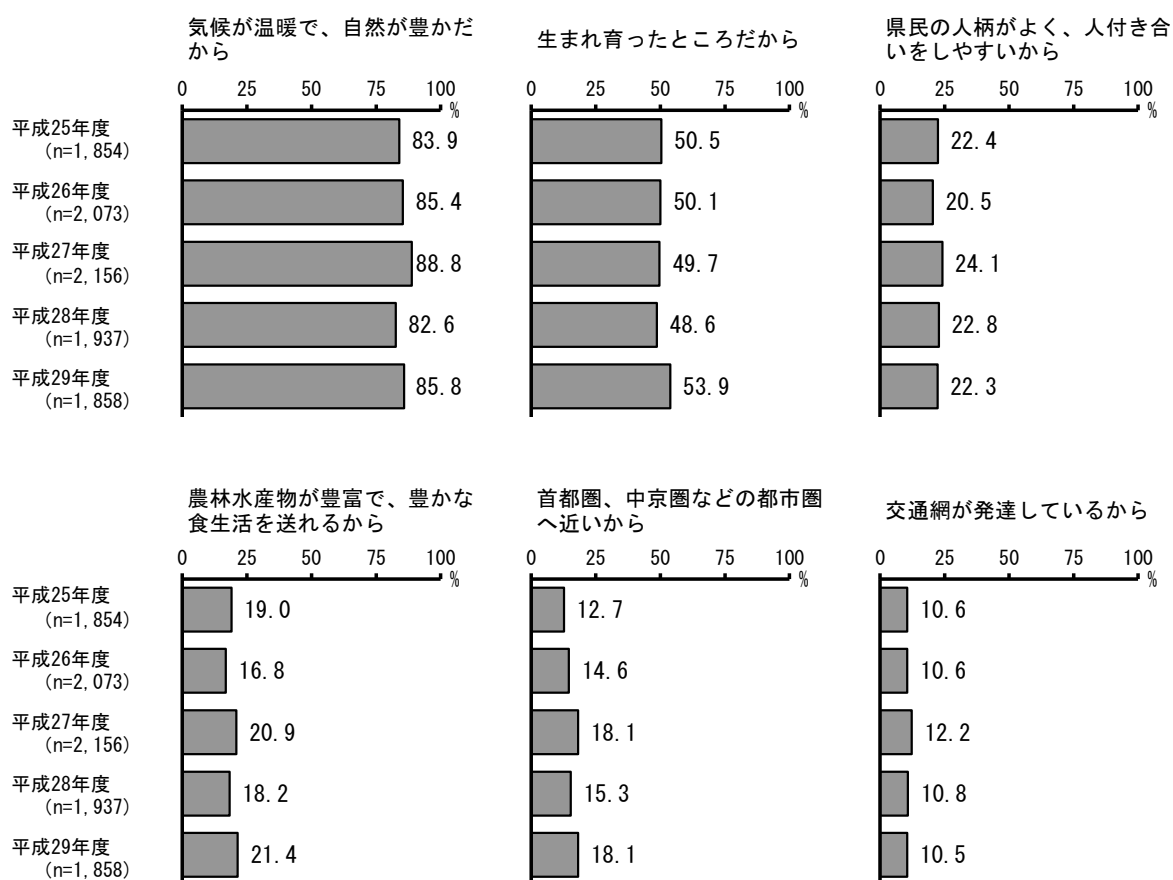 気候が温暖で、自然が豊かだ
から
生まれ育ったところだから
県民の人柄がよく、人付き合
いをしやすいから
0 25 50 75 100
%
0 25 50 75 100
%
0 25 50 75 100
%
平成25年度
(n=1,854)
83.9
50.5
22.4
平成26年度
(n=2,073)
85.4
50.1
20.5
平成27年度
(n=2,156)
88.8
49.7
24.1
平成28年度
(n=1,937)
82.6
48.6
22.8
平成29年度
(n=1,858)
85.8
53.9
22.3
農林水産物が豊富で、豊かな
食生活を送れるから
首都圏、中京圏などの都市圏
へ近いから
交通網が発達しているから
0 25 50 75 100
%
0 25 50 75 100
%
0 25 50 75 100
%
平成25年度
(n=1,854)
19.0
12.7
10.6
平成26年度
(n=2,073)
16.8
14.6
10.6
平成27年度
(n=2,156)
20.9
18.1
12.2
平成28年度
(n=1,937)
18.2
15.3
10.8
平成29年度
(n=1,858)
21.4
18.1
10.5